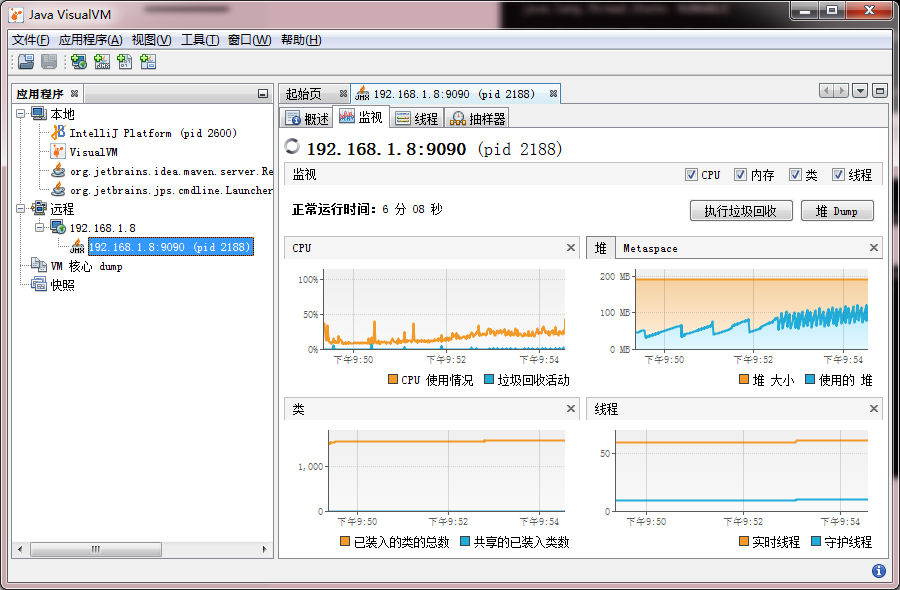 Java VisualVM
文件(F) 应用程序(A) 视图(V) 工具(T) 窗口(W) 帮助(H)
应用程序
本地
IntelliJ Platform (pid 2600)
VisualVM
org.jetbrains.idea.maven.server.Re
org.jetbrains.jps.cmdline.Launcher
远程
192.168.1.8
192.168.1.8:9090 (pid 2188)
VM 核心 dump
快照
起始页
192.168.1.8:9090 (pid 2188)
概述 监视 线程 抽样器
192.168.1.8:9090 (pid 2188)
监视 CPU 内存 类 线程
正常运行时间: 6 分 08 秒
执行垃圾回收 堆 Dump
CPU
100%
50%
0%
下午9:50 下午9:52 下午9:54
CPU 使用情况 垃圾回收活动
堆 Metaspace
200 MB
100 MB
0 MB
下午9:50 下午9:52 下午9:54
堆 大小 使用的 堆
类
1,000
0
下午9:50 下午9:52 下午9:54
已装入的类的总数 共享的已装入类数
线程
50
0
下午9:50 下午9:52 下午9:54
实时线程 守护线程